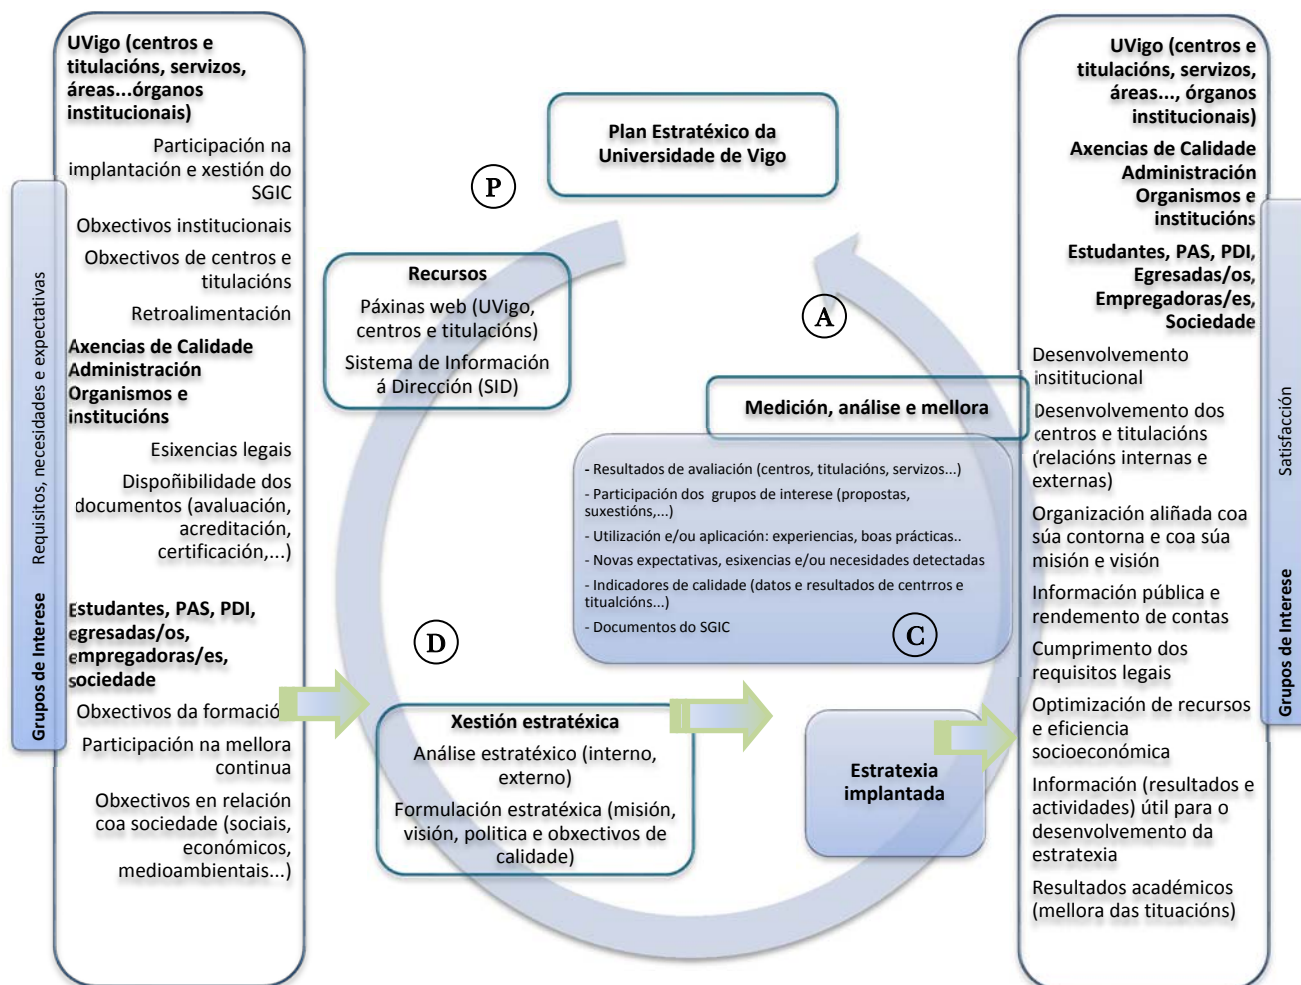 UVigo (centros e
titulacións, servizos,
áreas...órganos
institucionais)
Participación na
implantación e xestión do
SGIC
Obxectivos institucionais
Obxectivos de centros e
titulacións
Retroalimentación
Axencias de Calidade
Administración
Organismos e
institucións
Esixencias legais
Dispoñibilidade dos
documentos (avaluación,
acreditación,
certificación,...)
Estudantes, PAS, PDI,
egresadas/os,
empregadoras/es,
sociedade
Obxectivos da formación
Participación na mellora
continua
Obxectivos en relación
coa sociedade (sociais,
económicos,
medioambientais...)
Grupos de Interese Requisitos, necesidades e expectativas
Plan Estratéxico da
Universidade de Vigo
P
Recursos
Páxinas web (UVigo,
centros e titulacións)
Sistema de Información
á Dirección (SID)
A
Medición, análise e mellora
- Resultados de avaliación (centros, titulacións, servizos...)
- Participación dos grupos de interese (propostas,
suxestións,...)
- Utilización e/ou aplicación: experiencias, boas prácticas..
- Novas expectativas, esixencias e/ou necesidades detectadas
- Indicadores de calidade (datos e resultados de centrros e
titualcións...)
- Documentos do SGIC
C
D
Xestión estratéxica
Análise estratéxico (interno,
externo)
Formulación estratéxica (misión,
visión, politica e obxectivos de
calidade)
Estratexia
implantada
UVigo (centros e
titulacións, servizos,
áreas..., órganos
institucionais)
Axencias de Calidade
Administración
Organismos e
institucións
Estudantes, PAS, PDI,
Egresadas/os,
Empregadoras/es,
Sociedade
Desenvolvemento
insititucional
Desenvolvemento dos
centros e titulacións
(relacións internas e
externas)
Organización aliñada coa
súa contorna e coa súa
misión e visión
Información pública e
rendemento de contas
Cumprimento dos
requisitos legais
Optimización de recursos
e eficiencia
socioeconómica
Información (resultados e
actividades) útil para o
desenvolvemento da
estratexia
Resultados académicos
(mellora das tituacións)
Grupos de Interese Satisfacción